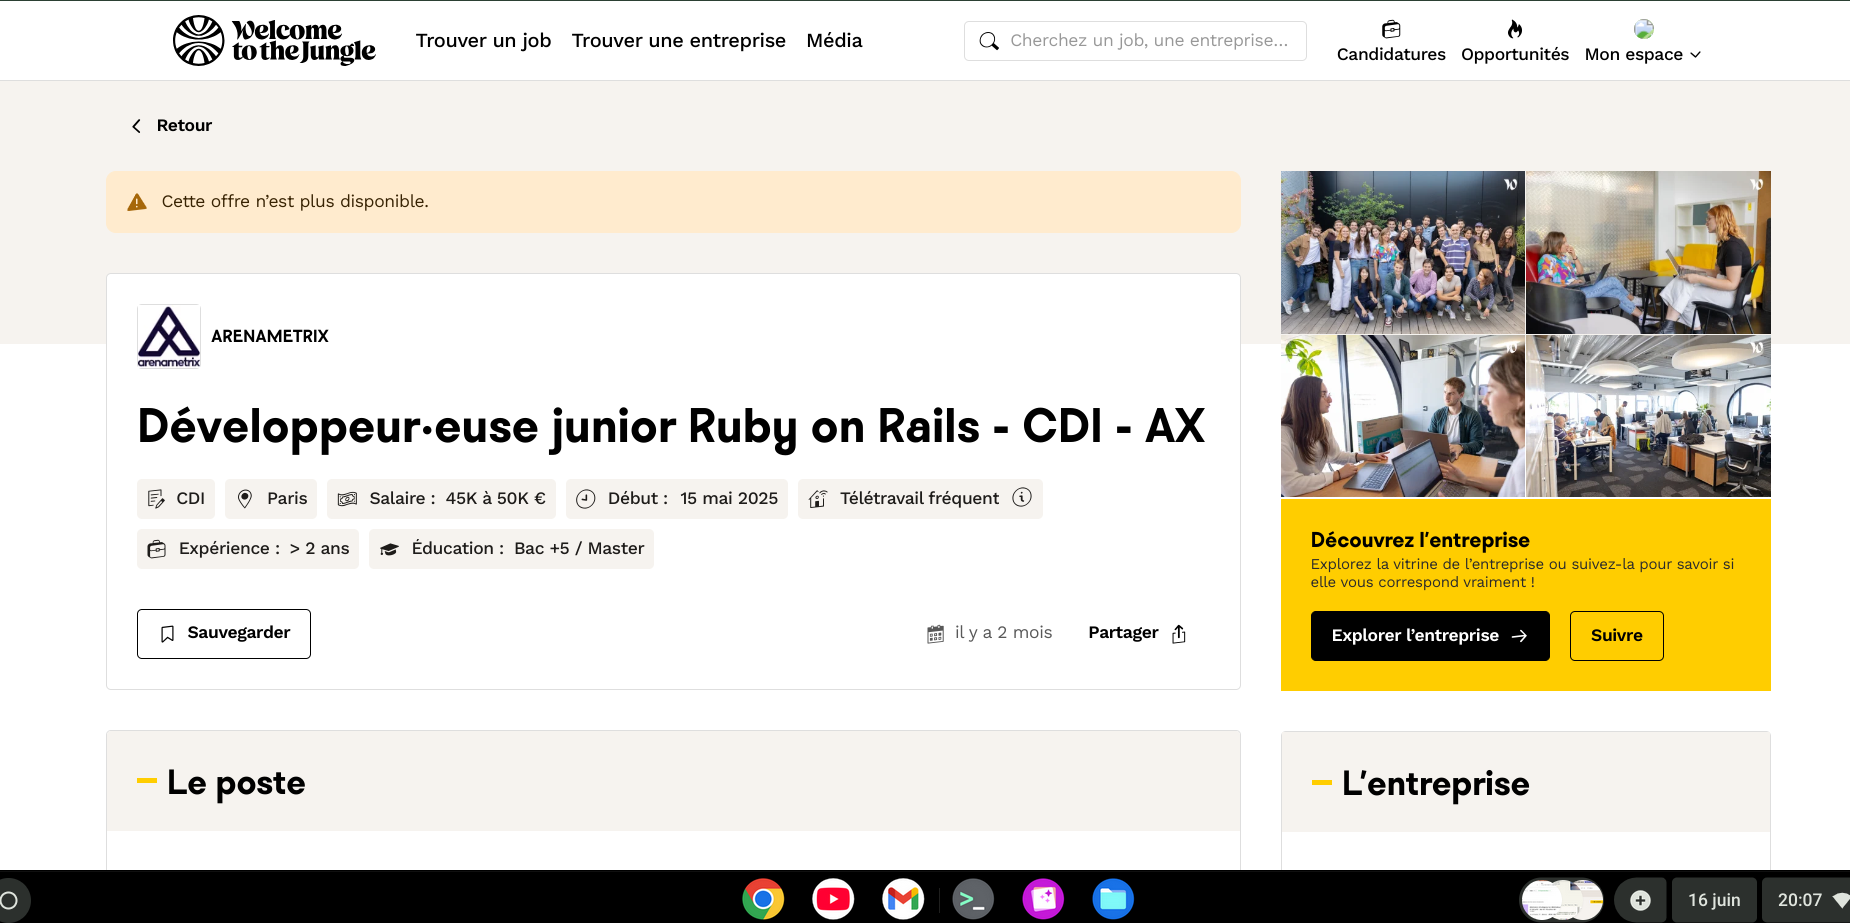 Welcome
to the Jungle
Trouver un job
Trouver une entreprise
Média
Cherchez un job, une entreprise...
Candidatures
Opportunités
Mon espace
Retour
Cette offre n’est plus disponible.
arenametrix
ARENAMETRIX
Développeur·euse junior Ruby on Rails - CDI - AX
CDI
Paris
Salaire : 45K à 50K €
Début : 15 mai 2025
Télétravail fréquent
Expérience : > 2 ans
Éducation : Bac +5 / Master
Sauvegarder
il y a 2 mois
Partager
Découvrez l’entreprise
Explorez la vitrine de l’entreprise ou suivez-la pour savoir si
elle vous correspond vraiment !
Explorer l’entreprise
Suivre
Le poste
L’entreprise
16 juin
20:07